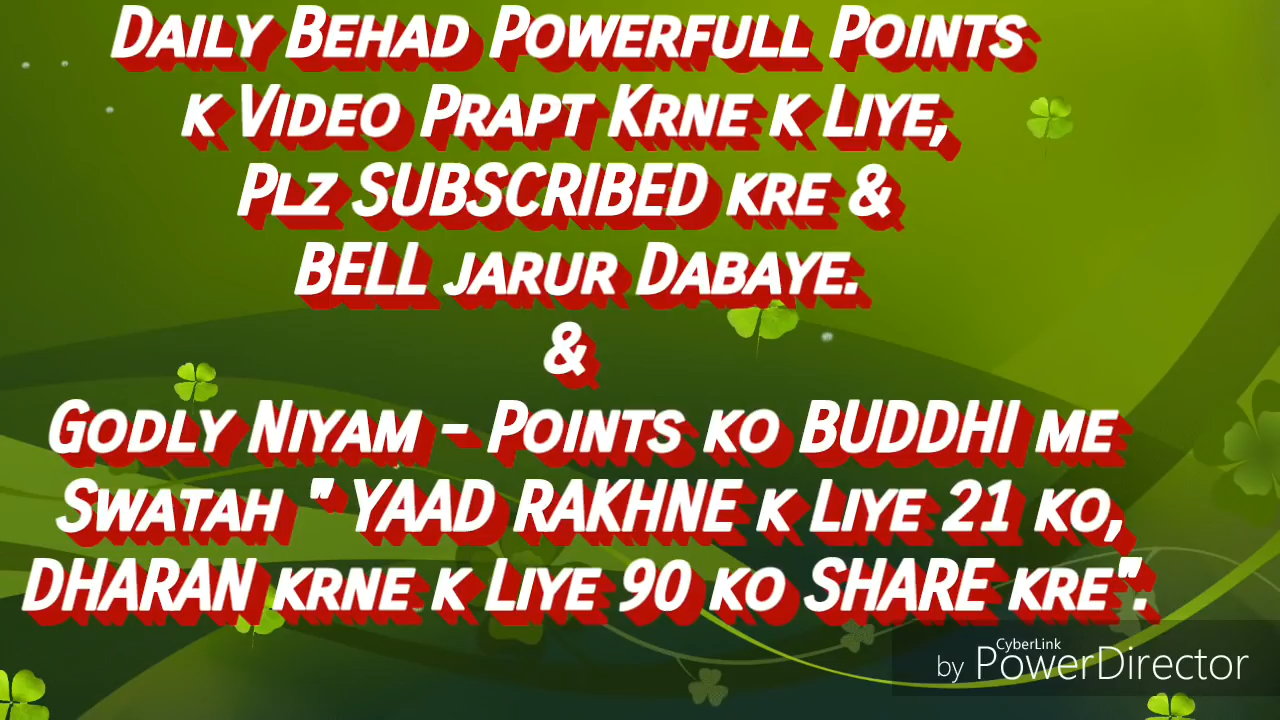 Daily Behad Powerfull Points
k Video Prapt Krne k Liye,
Plz SUBSCRIBED kre &
BELL jarur Dabaye.
&
Godly Niyam - Points ko BUDDHI me
Swatah " YAAD RAKHNE k Liye 21 ko,
DHARAN krne k Liye 90 ko SHARE kre".
CyberLink
by PowerDirector